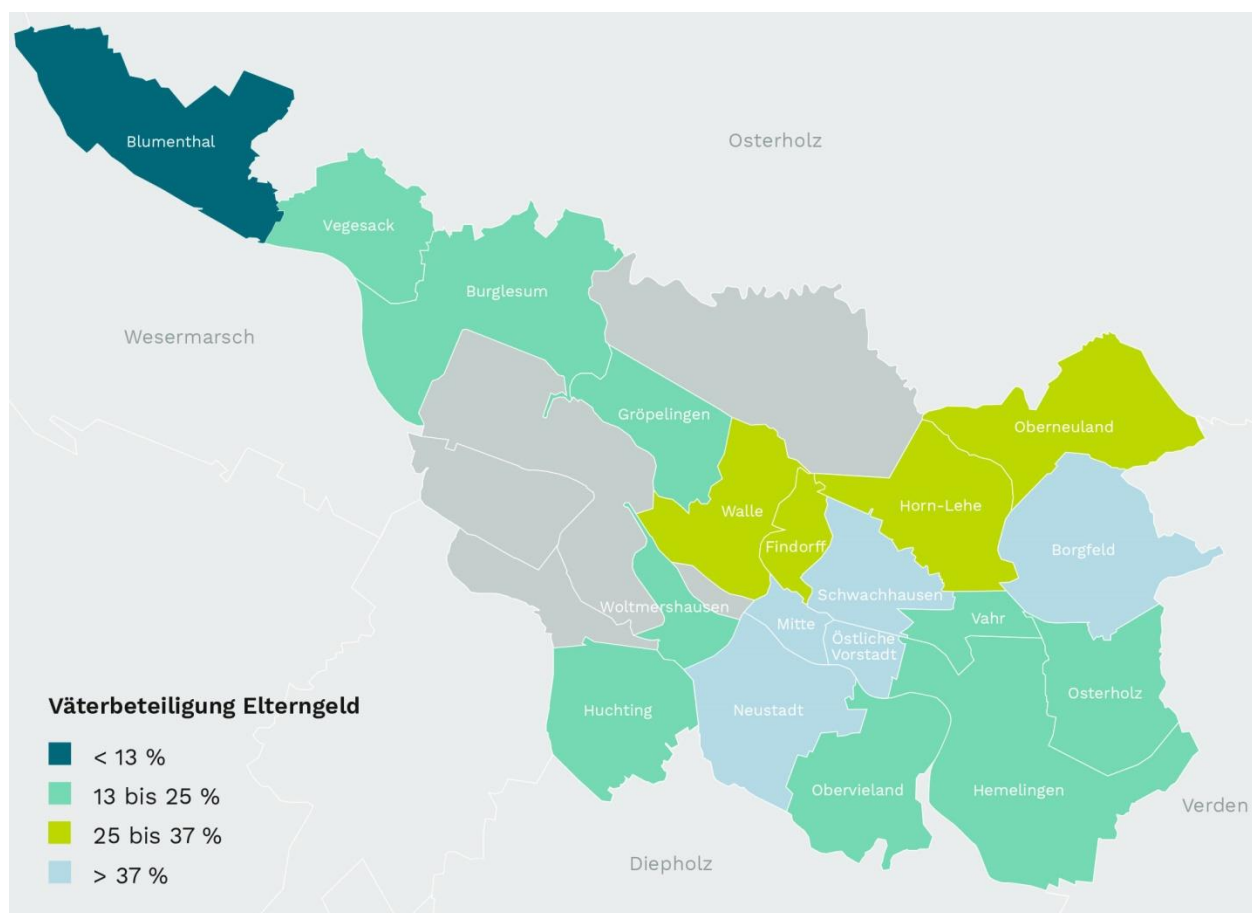 Blumenthal
Osterholz
Vegesack
Burglesum
Wesermarsch
Gröpelingen
Oberneuland
Walle
Horn-Lehe
Findorff
Borgfeld
Schwachhausen
Woltmershausen
Mitte
Vahr
Östliche
Vorstadt
Osterholz
Huchting
Neustadt
Obervieland
Hemelingen
Verden
Diepholz
Väterbeteiligung Elterngeld
< 13 %
13 bis 25 %
25 bis 37 %
> 37 %